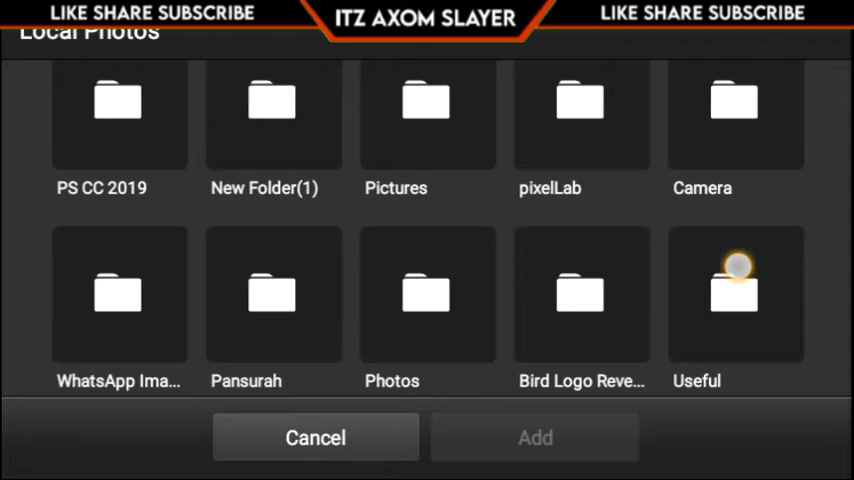 LIKE SHARE SUBSCRIBE
ITZ AXOM SLAYER
LIKE SHARE SUBSCRIBE
Local Photos
PS CC 2019
New Folder(1)
Pictures
pixelLab
Camera
WhatsApp Ima...
Pansurah
Photos
Bird Logo Reve...
Useful
Cancel
Add